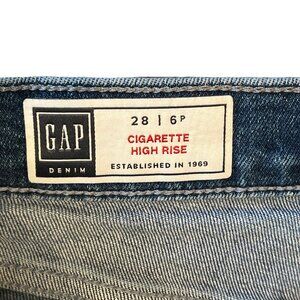 GAP
DENIM
28 | 6P
CIGARETTE
HIGH RISE
ESTABLISHED IN 1969